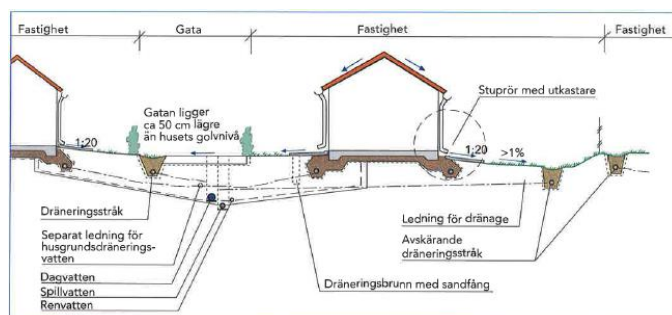 Fastighet
Gata
Fastighet
Fastighet
Stuprör med utkastare
Gatan ligger
ca 50 cm lägre
än husets golvnivå
1:20
1:20
>1%
Dräneringsstråk
Separat ledning för
husgrundsdränerings-
vatten
Dagvatten
Spillvatten
Renvatten
Dräneringsbrunn med sandfång
Ledning för dränage
Avskärande
dräneringsstråk